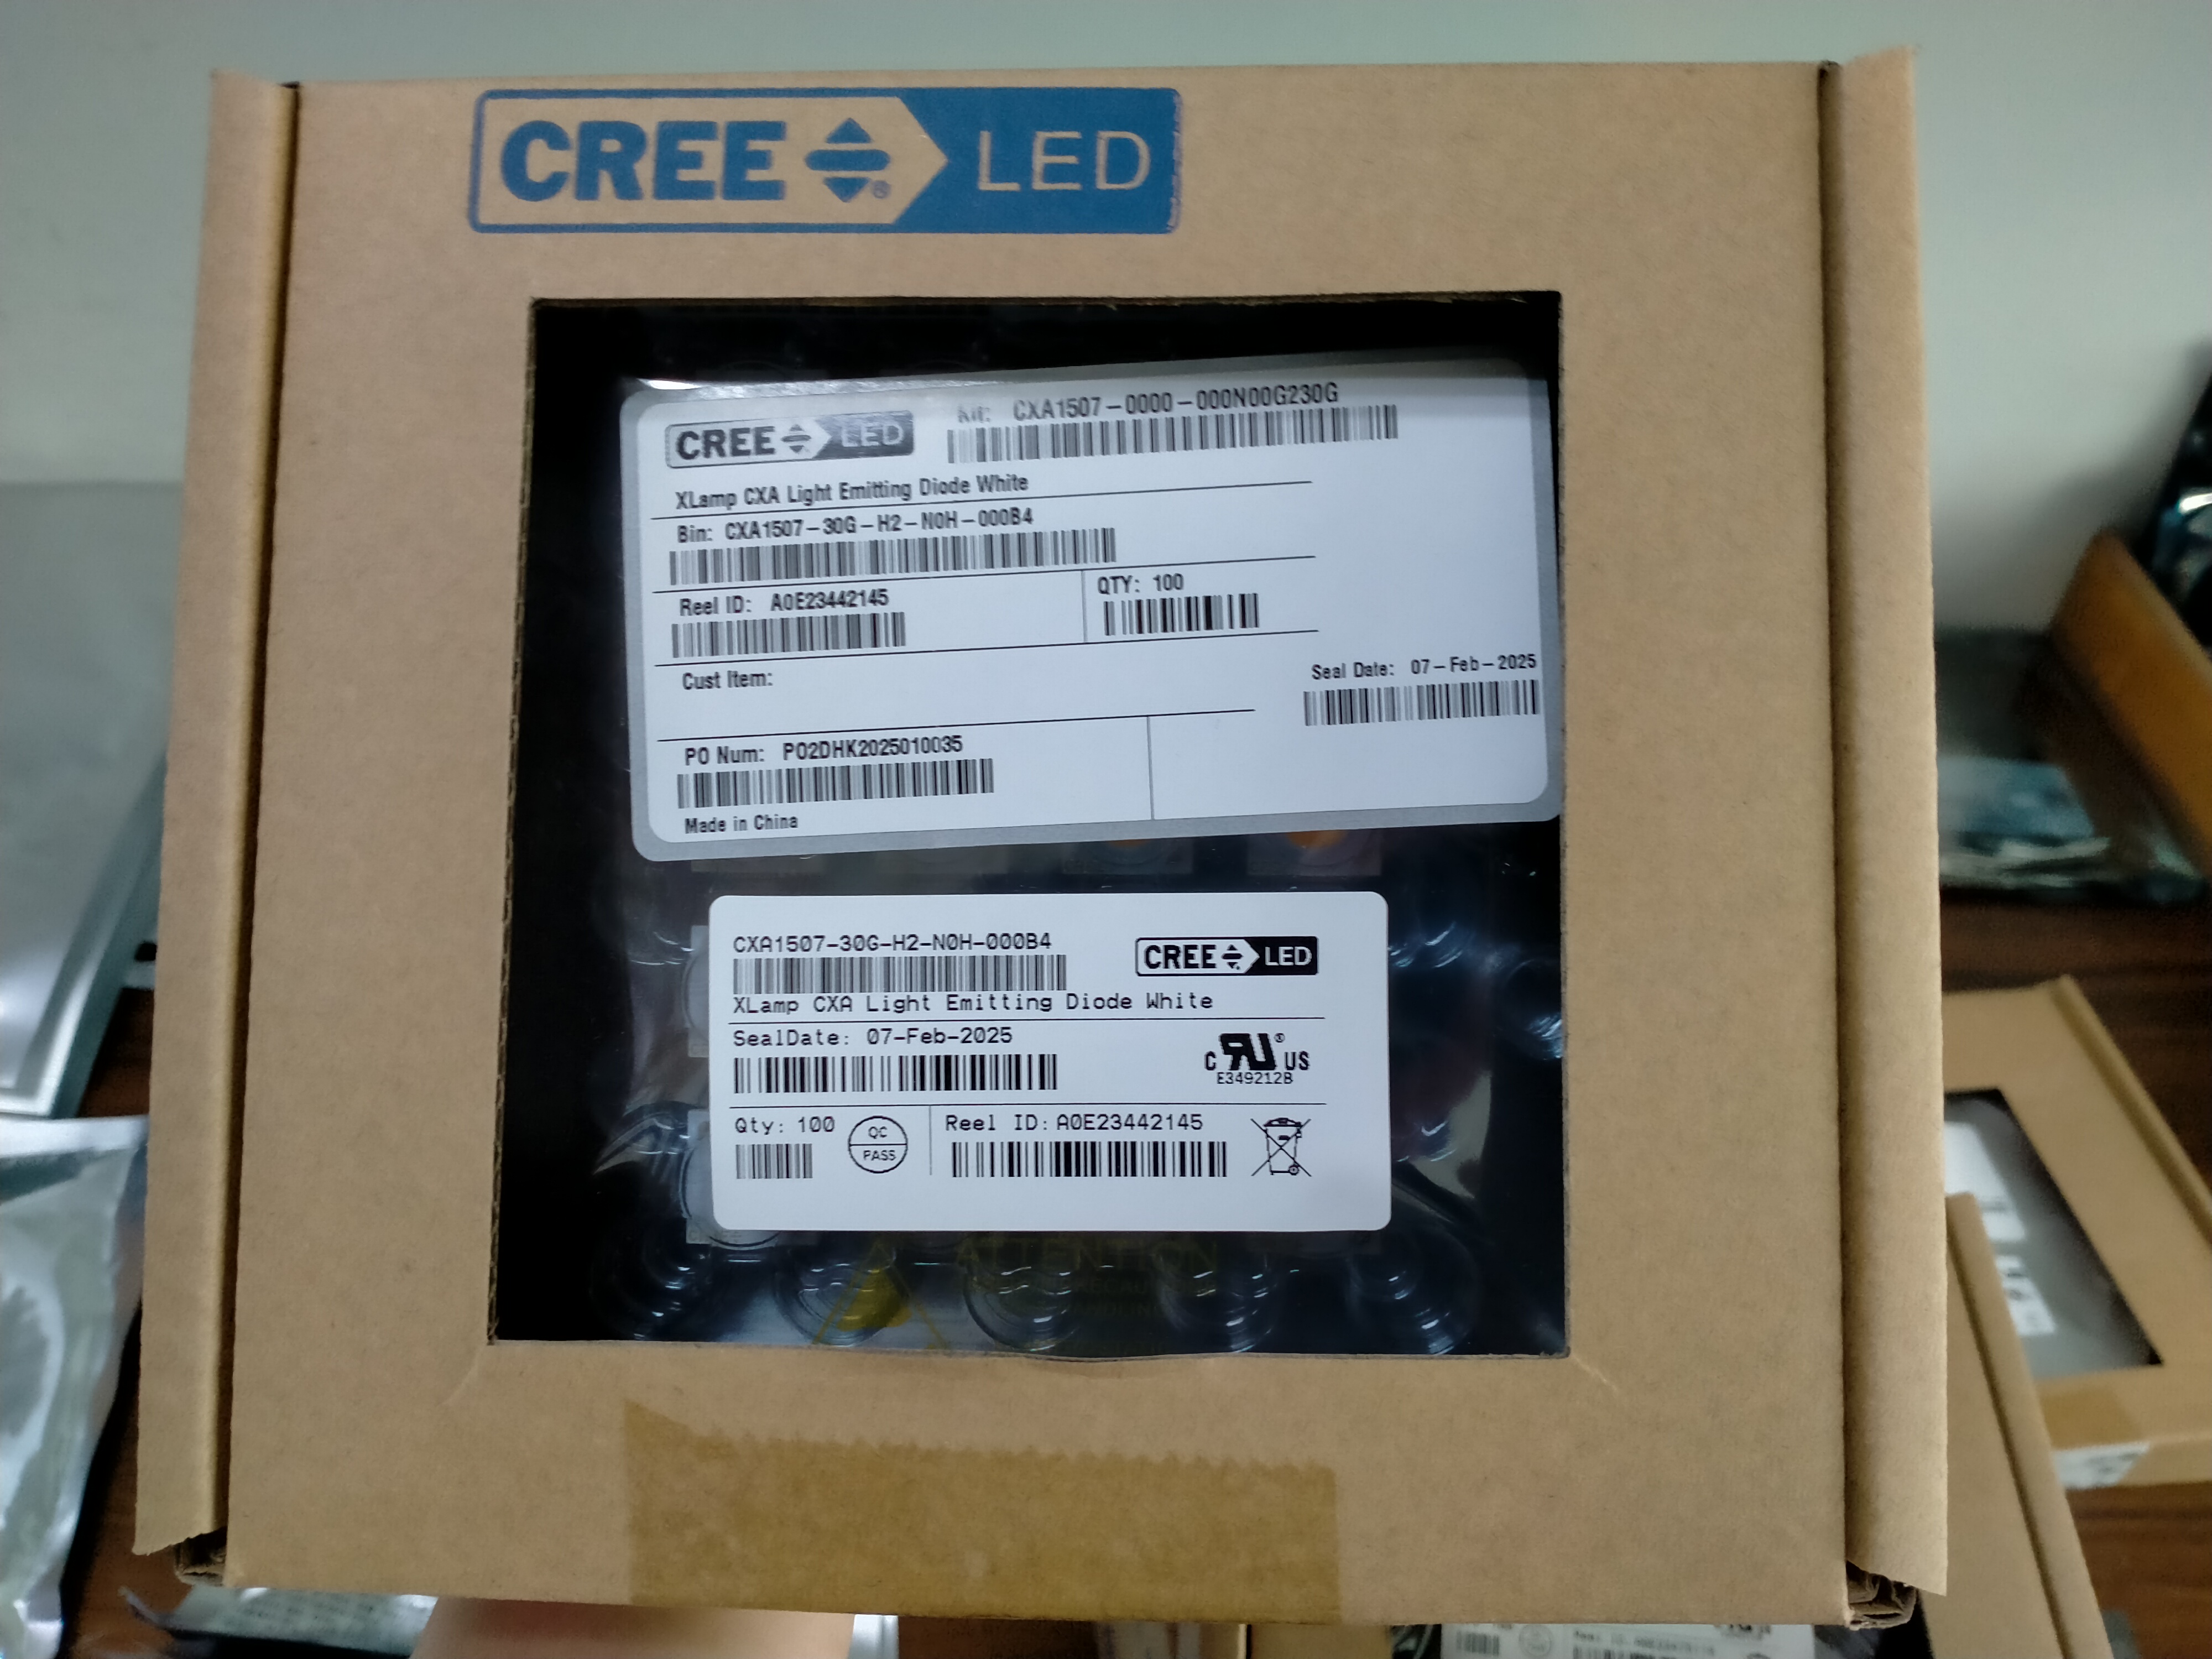 CREE ® LED
CREE LED
Kit: CXA1507-0000-000N00G230G
XLamp CXA Light Emitting Diode White
Bin: CXA1507-30G-H2-N0H-000B4
Reel ID: A0E23442145
QTY: 100
Cust Item:
Seal Date: 07-Feb-2025
PO Num: PO2DHK2025010035
Made in China
CXA1507-30G-H2-N0H-000B4
CREE LED
XLamp CXA Light Emitting Diode White
SealDate: 07-Feb-2025
C RU ® US
E349212B
Qty: 100
QC
PASS
Reel ID: A0E23442145
ATTENTION